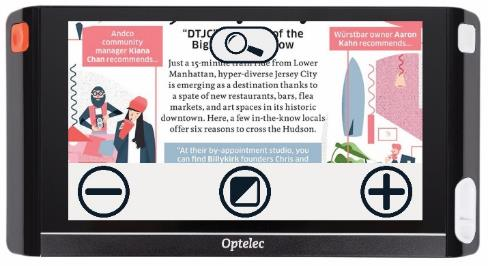 Andco
community
manager Kiana
Chan recommends...
"DTJC" of the
Big ow
Würstbar owner Aaron
Kahn recommends...
Just a 15-minute train ride from Lower
Manhattan, hyper-diverse Jersey City
is emerging as a destination thanks to
a spate of new restaurants, bars, flea
markets, and art spaces in its historic
downtown. Here, a few in-the-know locals
offer six reasons to cross the Hudson.
"At their by-appointment studio, you
can find Billykirk founders Chris and
Optelec